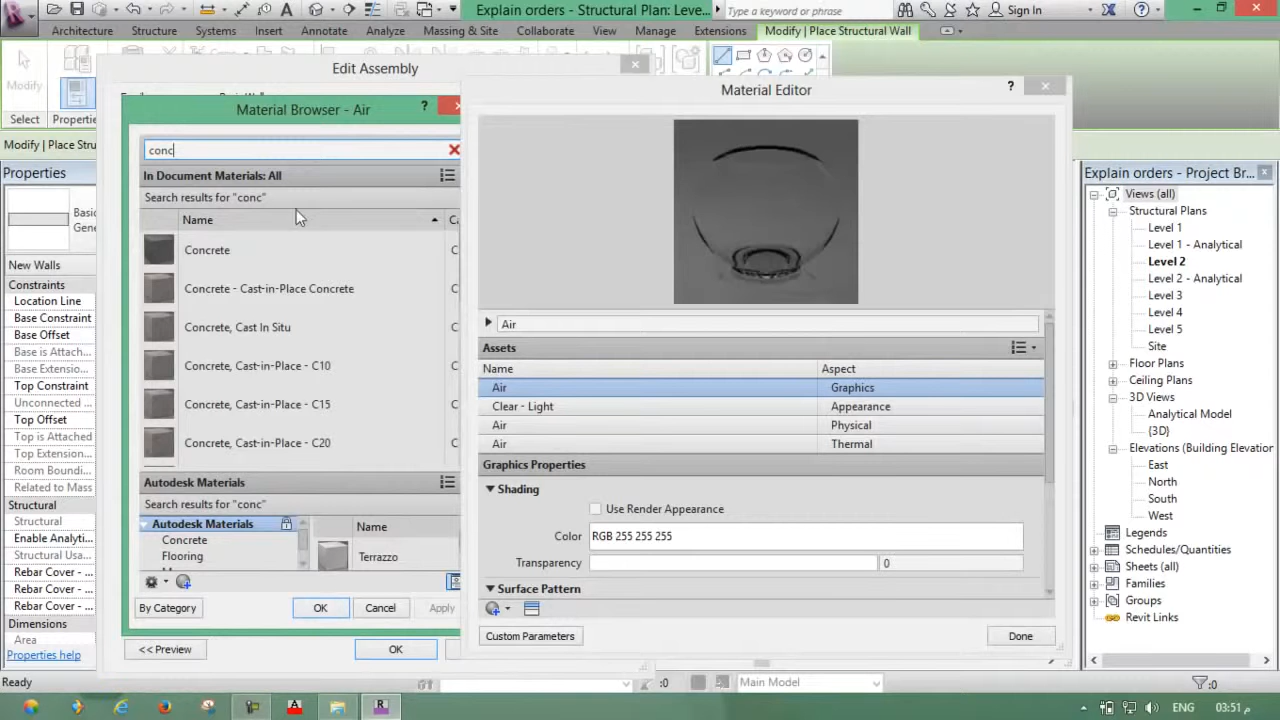 Explain orders - Structural Plan: Leve...
Type a keyword or phrase
Sign In
Architecture Structure Systems Insert Annotate Analyze Massing & Site Collaborate View Manage Extensions Modify | Place Structural Wall
Modify
Select
Properties
Modify | Place Stru
Properties
Basic
New Walls
Constraints
Location Line
Base Constraint
Base Offset
Base is Attach...
Base Extension...
Top Constraint
Unconnected
Top Offset
Top is Attached
Top Extension...
Room Boundi...
Related to Mass
Structural
Structural
Enable Analyti...
Structural Usa...
Rebar Cover - ...
Rebar Cover - ...
Rebar Cover - ...
Dimensions
Area
Properties help
Edit Assembly
<< Preview
OK
Material Browser - Air
conc
In Document Materials: All
Search results for "conc"
Name
Concrete
Concrete - Cast-in-Place Concrete
Concrete, Cast In Situ
Concrete, Cast-in-Place - C10
Concrete, Cast-in-Place - C15
Concrete, Cast-in-Place - C20
Autodesk Materials
Search results for "conc"
Autodesk Materials
Concrete
Flooring
Name
Terrazzo
By Category
OK
Cancel
Apply
Material Editor
Air
Assets
Name Aspect
Air Graphics
Clear - Light Appearance
Air Physical
Air Thermal
Graphics Properties
Shading
Use Render Appearance
Color RGB 255 255 255
Transparency 0
Surface Pattern
Custom Parameters
Done
Explain orders - Project Br...
Views (all)
Structural Plans
Level 1
Level 1 - Analytical
Level 2
Level 2 - Analytical
Level 3
Level 4
Level 5
Site
Floor Plans
Ceiling Plans
3D Views
Analytical Model
{3D}
Elevations (Building Elevation
East
North
South
West
Legends
Schedules/Quantities
Sheets (all)
Families
Groups
Revit Links
Ready
:0
Main Model
:0
ENG
03:51 م